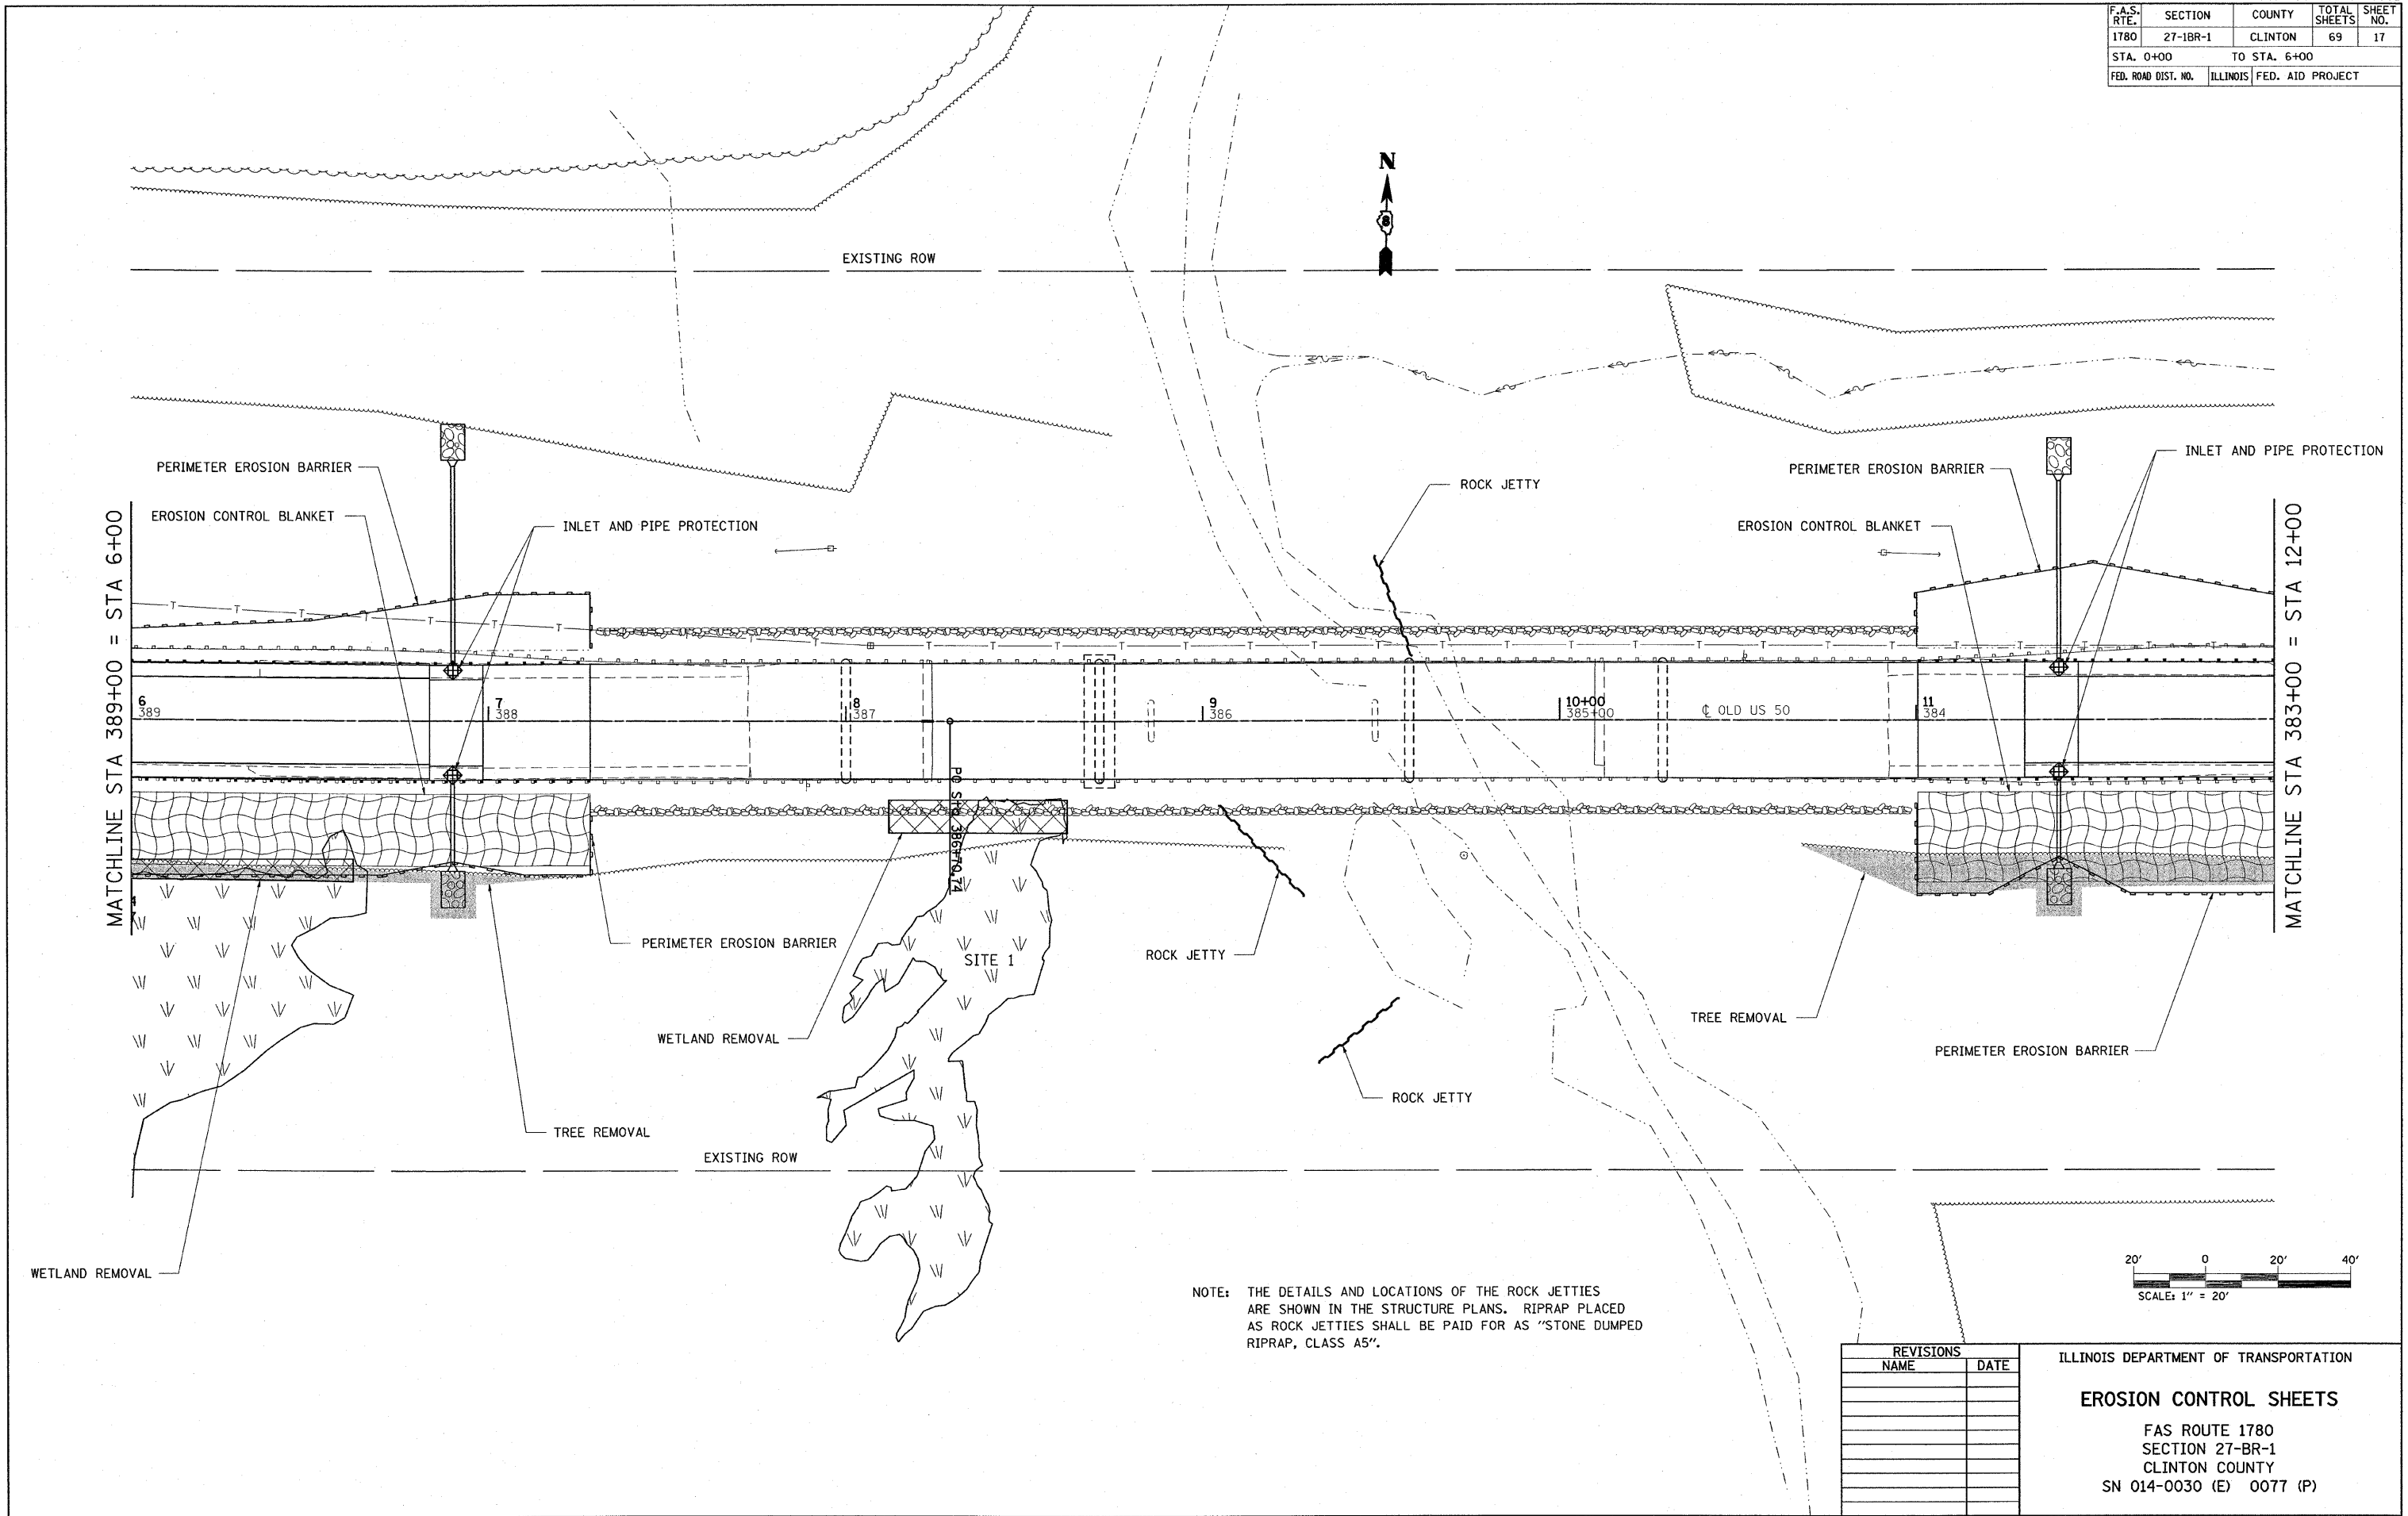 F.A.S. RTE. SECTION COUNTY TOTAL SHEETS SHEET NO.
1780 27-1BR-1 CLINTON 69 17
STA. 0+00 TO STA. 6+00
FED. ROAD DIST. NO. ILLINOIS FED. AID PROJECT
N
8
EXISTING ROW
PERIMETER EROSION BARRIER
EROSION CONTROL BLANKET
INLET AND PIPE PROTECTION
ROCK JETTY
PERIMETER EROSION BARRIER
INLET AND PIPE PROTECTION
EROSION CONTROL BLANKET
MATCHLINE STA 389+00 = STA 6+00
MATCHLINE STA 383+00 = STA 12+00
T T T T T T T T T T T T T T T T T
6 7 8 9 10+00 11
389 388 387 386 385+00 384
℄ OLD US 50
PC Sta 386+70.74
PERIMETER EROSION BARRIER
SITE 1
ROCK JETTY
WETLAND REMOVAL
TREE REMOVAL
PERIMETER EROSION BARRIER
ROCK JETTY
TREE REMOVAL
EXISTING ROW
WETLAND REMOVAL
20' 0 20' 40'
SCALE: 1" = 20'
NOTE: THE DETAILS AND LOCATIONS OF THE ROCK JETTIES
ARE SHOWN IN THE STRUCTURE PLANS. RIPRAP PLACED
AS ROCK JETTIES SHALL BE PAID FOR AS "STONE DUMPED
RIPRAP, CLASS A5".
REVISIONS
NAME DATE
ILLINOIS DEPARTMENT OF TRANSPORTATION
EROSION CONTROL SHEETS
FAS ROUTE 1780
SECTION 27-BR-1
CLINTON COUNTY
SN 014-0030 (E) 0077 (P)